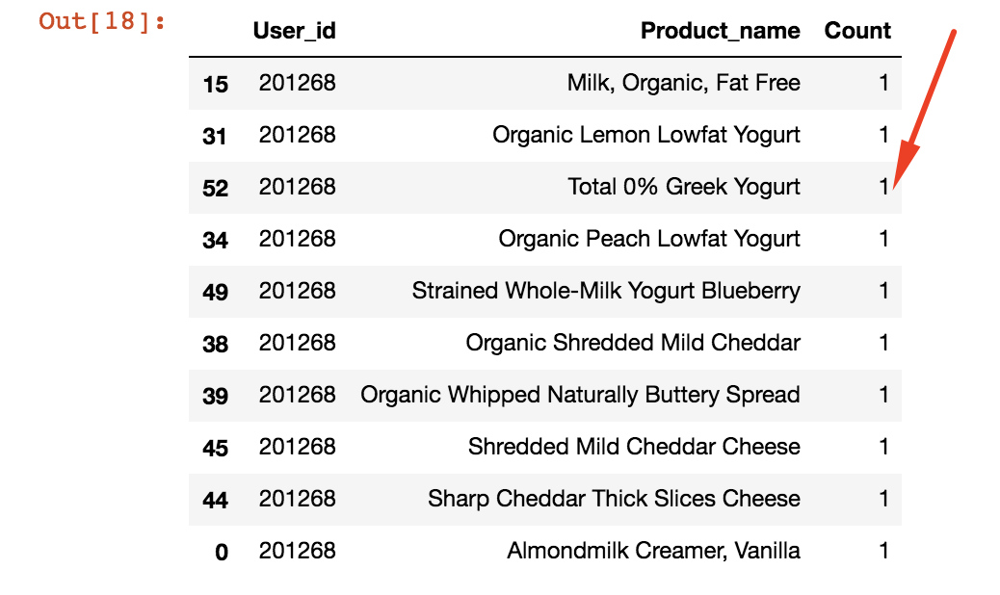 Out[18]:
User_id Product_name Count
15 201268 Milk, Organic, Fat Free 1
31 201268 Organic Lemon Lowfat Yogurt 1
52 201268 Total 0% Greek Yogurt 1
34 201268 Organic Peach Lowfat Yogurt 1
49 201268 Strained Whole-Milk Yogurt Blueberry 1
38 201268 Organic Shredded Mild Cheddar 1
39 201268 Organic Whipped Naturally Buttery Spread 1
45 201268 Shredded Mild Cheddar Cheese 1
44 201268 Sharp Cheddar Thick Slices Cheese 1
0 201268 Almondmilk Creamer, Vanilla 1